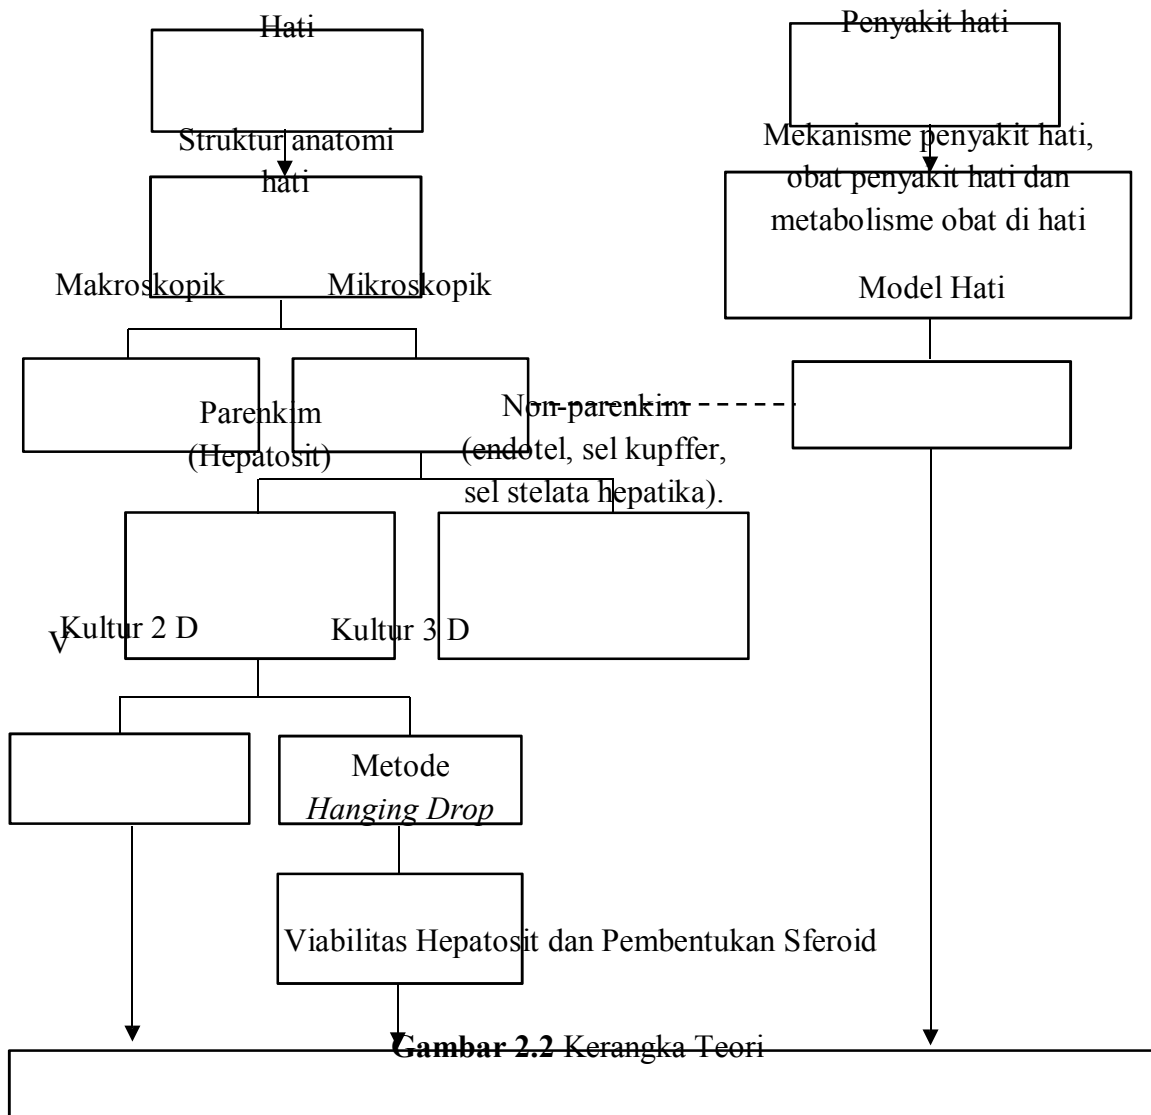 Hati
Penyakit hati
Struktur anatomi
hati
Mekanisme penyakit hati,
obat penyakit hati dan
metabolisme obat di hati
Makroskopik
Mikroskopik
Model Hati
Parenkim
(Hepatosit)
Non-parenkim
(endotel, sel kupffer,
sel stelata hepatika).
V
Kultur 2 D
Kultur 3 D
Metode
Hanging Drop
Viabilitas Hepatosit dan Pembentukan Sferoid
Gambar 2.2 Kerangka Teori